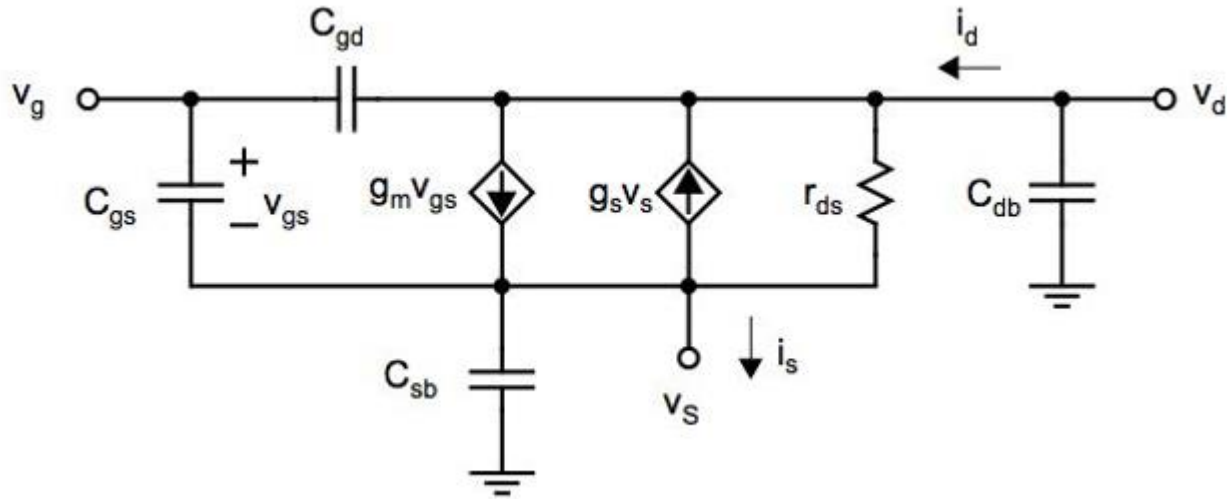 C_gd
i_d
v_g
v_d
+
C_gs
−
v_gs
g_m v_gs
g_s v_s
r_ds
C_db
C_sb
i_s
v_S